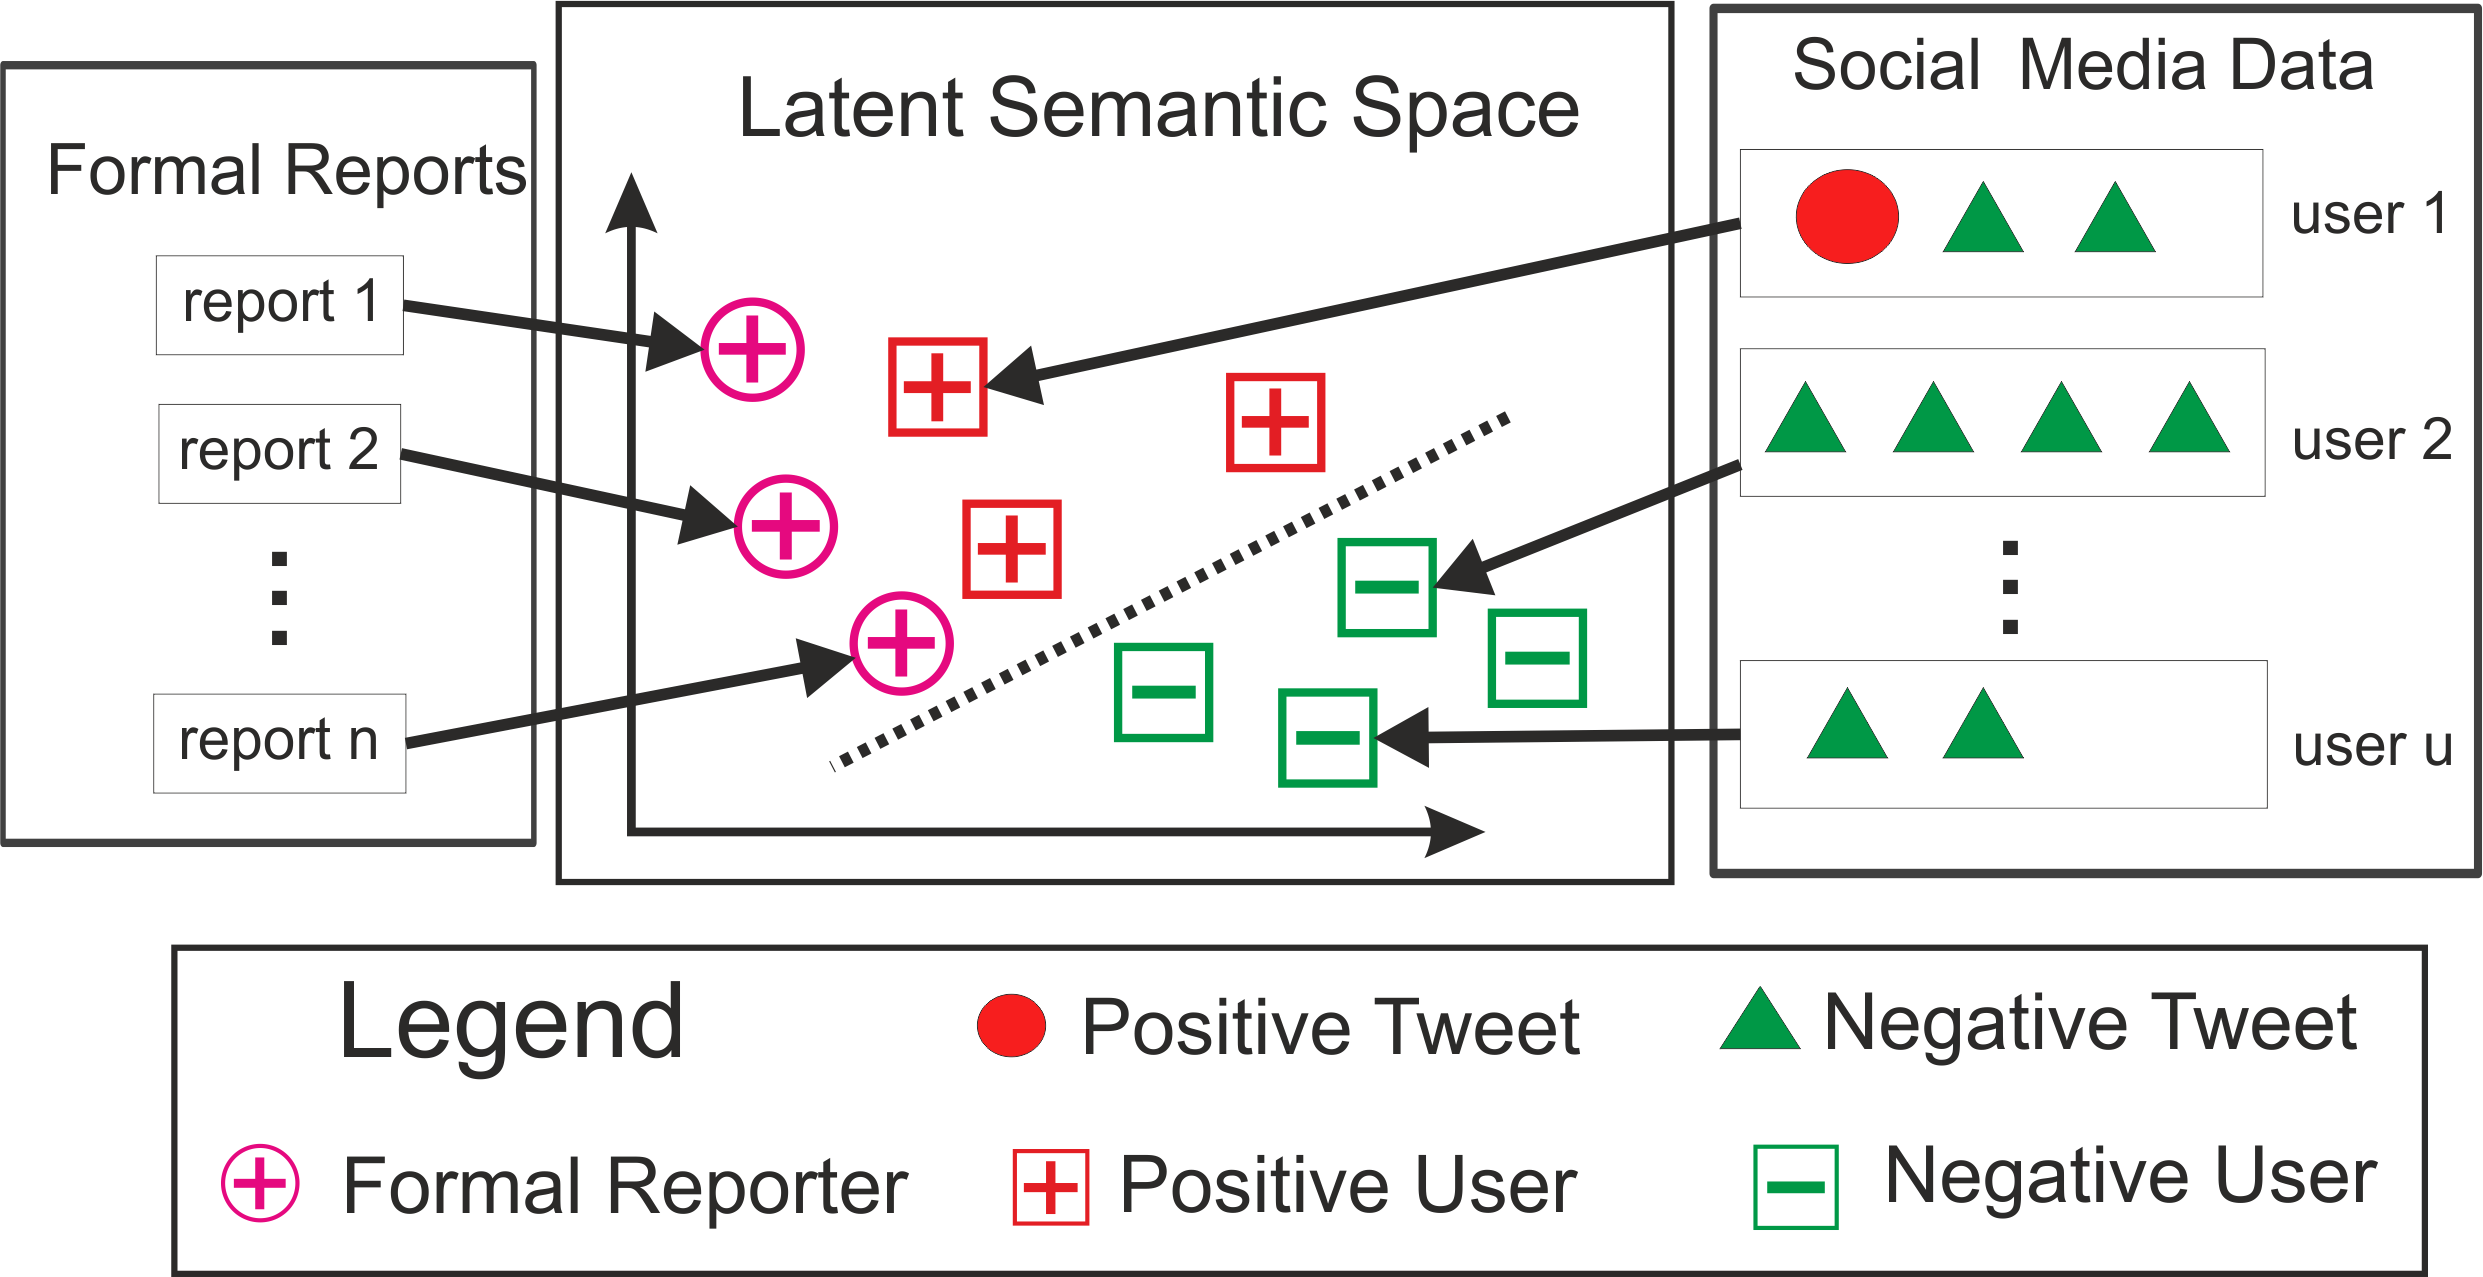 Formal Reports
report 1
report 2
report n
Latent Semantic Space
Social Media Data
user 1
user 2
user u
Legend
Positive Tweet
Negative Tweet
Formal Reporter
Positive User
Negative User